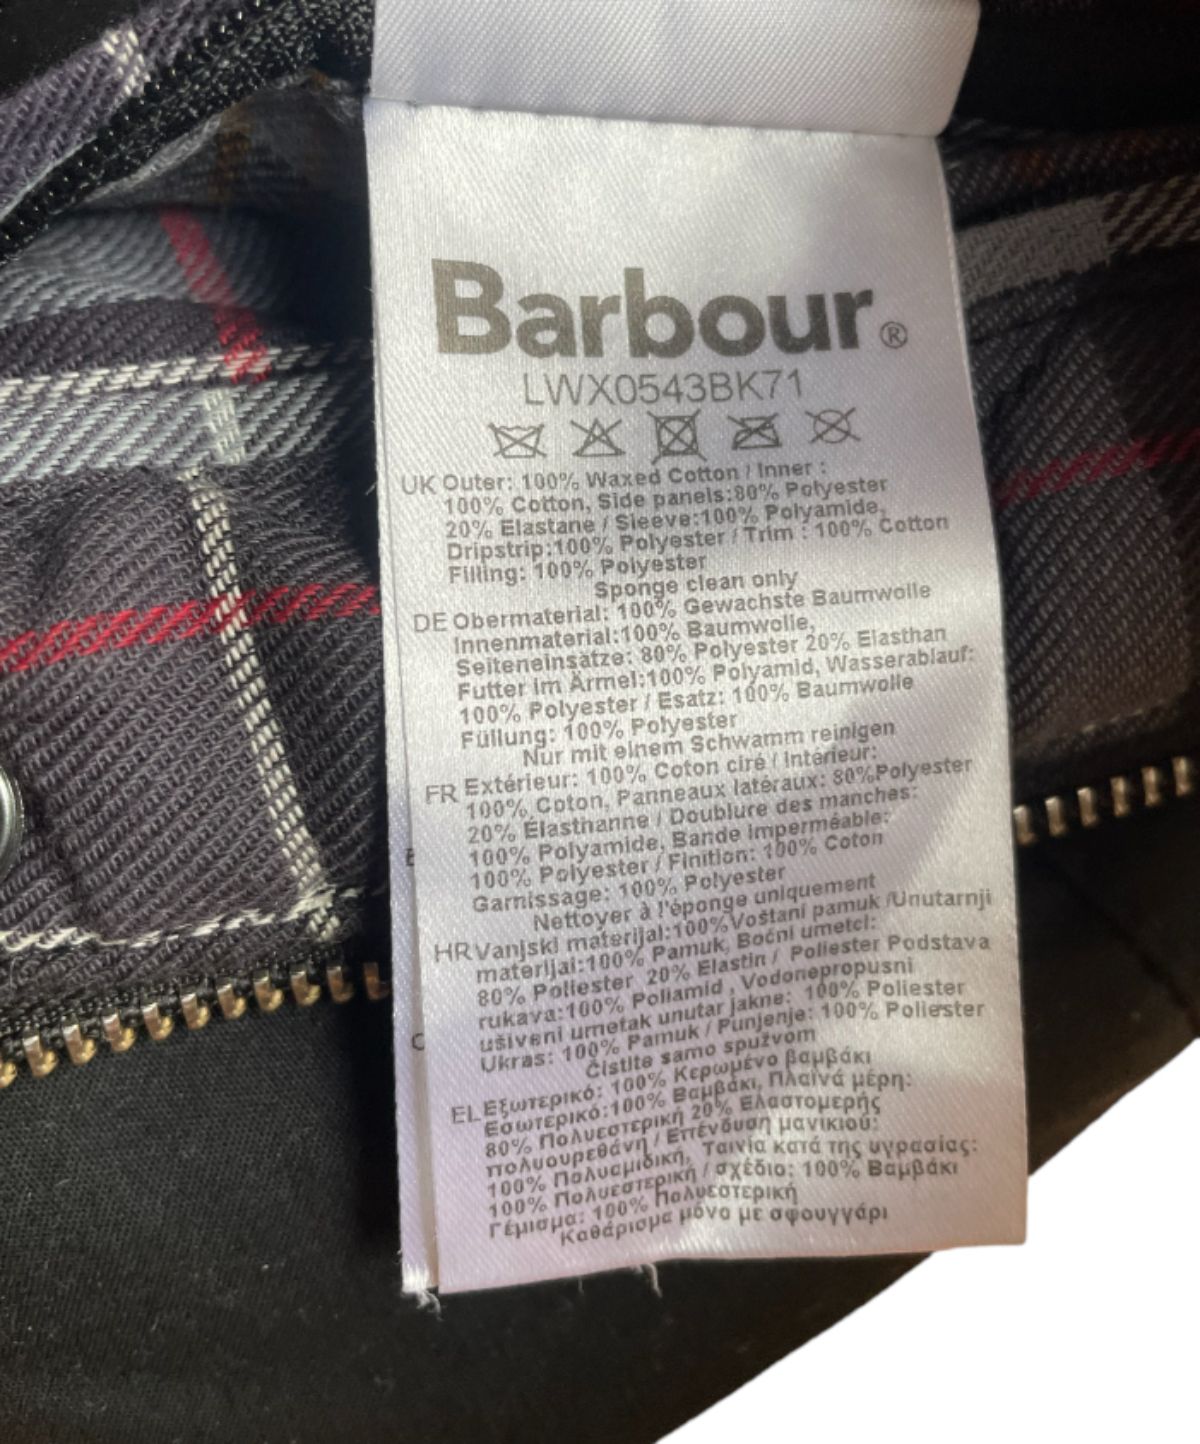 Barbour®
LWX0543BK71
UK Outer: 100% Waxed Cotton / Inner :
100% Cotton, Side panels:80% Polyester
20% Elastane / Sleeve:100% Polyamide,
Dripstrip:100% Polyester / Trim : 100% Cotton
Filling: 100% Polyester
Sponge clean only
DE Obermaterial: 100% Gewachste Baumwolle
Innenmaterial:100% Baumwolle,
Seiteneinsätze: 80% Polyester 20% Elasthan
Futter im Ärmel:100% Polyamid, Wasserablauf:
100% Polyester / Esatz: 100% Baumwolle
Füllung: 100% Polyester
Nur mit einem Schwamm reinigen
FR Extérieur: 100% Coton ciré / Intérieur:
100% Coton, Panneaux latéraux: 80%Polyester
20% Élasthanne / Doublure des manches:
100% Polyamide, Bande imperméable:
100% Polyester / Finition: 100% Coton
Garnissage: 100% Polyester
Nettoyer à l'éponge uniquement
HR Vanjski materijal:100%Voštani pamuk /Unutarnji
materijal:100% Pamuk, Bočni umetci:
80% Poliester 20% Elastin / Poliester Podstava
rukava:100% Poliamid , Vodonepropusni
ušiveni umetak unutar jakne: 100% Poliester
Ukras: 100% Pamuk / Punjenje: 100% Poliester
Čistite samo spužvom
EL Εξωτερικό: 100% Κερωμένο βαμβάκι
Εσωτερικό:100% Βαμβάκι, Πλαϊνά μέρη:
80% Πολυεστερική 20% Ελαστομερής
πολυουρεθάνη / Επένδυση μανικιού:
100% Πολυαμιδική, Ταινία κατά της υγρασίας:
100% Πολυεστερική / σχέδιο: 100% Βαμβάκι
Γέμισμα: 100% Πολυεστερική
Καθάρισμα μόνο με σφουγγάρι